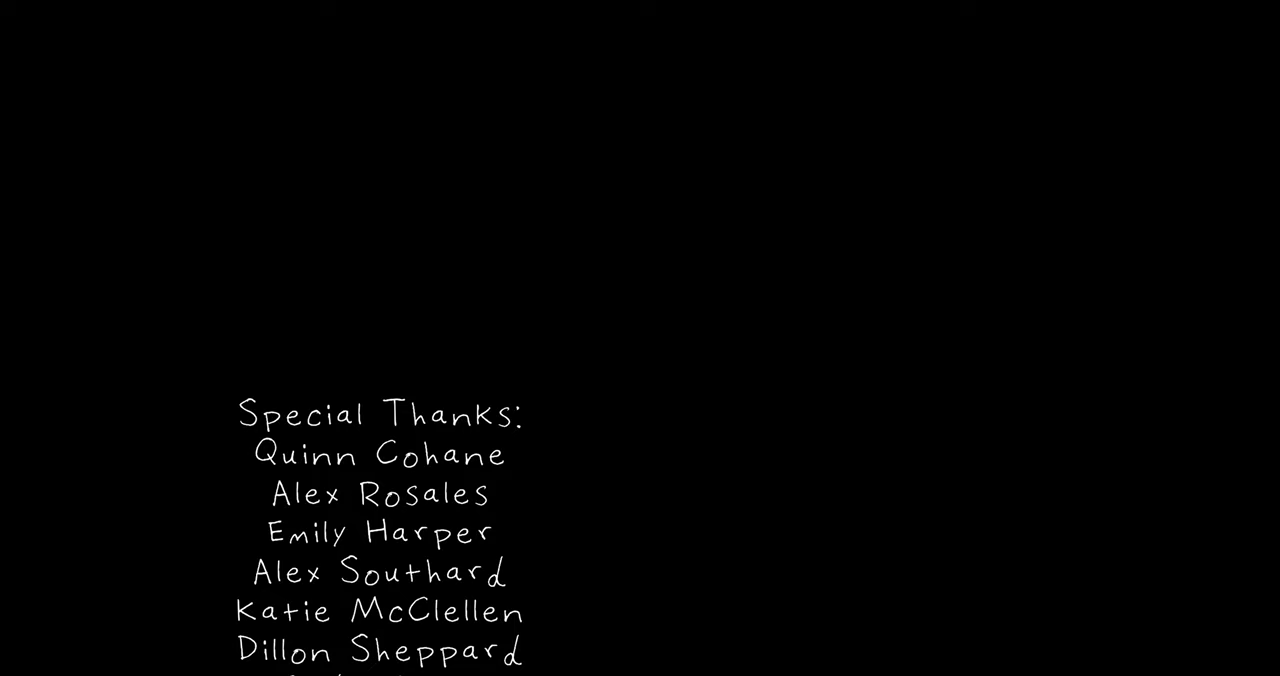 Special Thanks:
Quinn Cohane
Alex Rosales
Emily Harper
Alex Southard
Katie McClellen
Dillon Sheppard